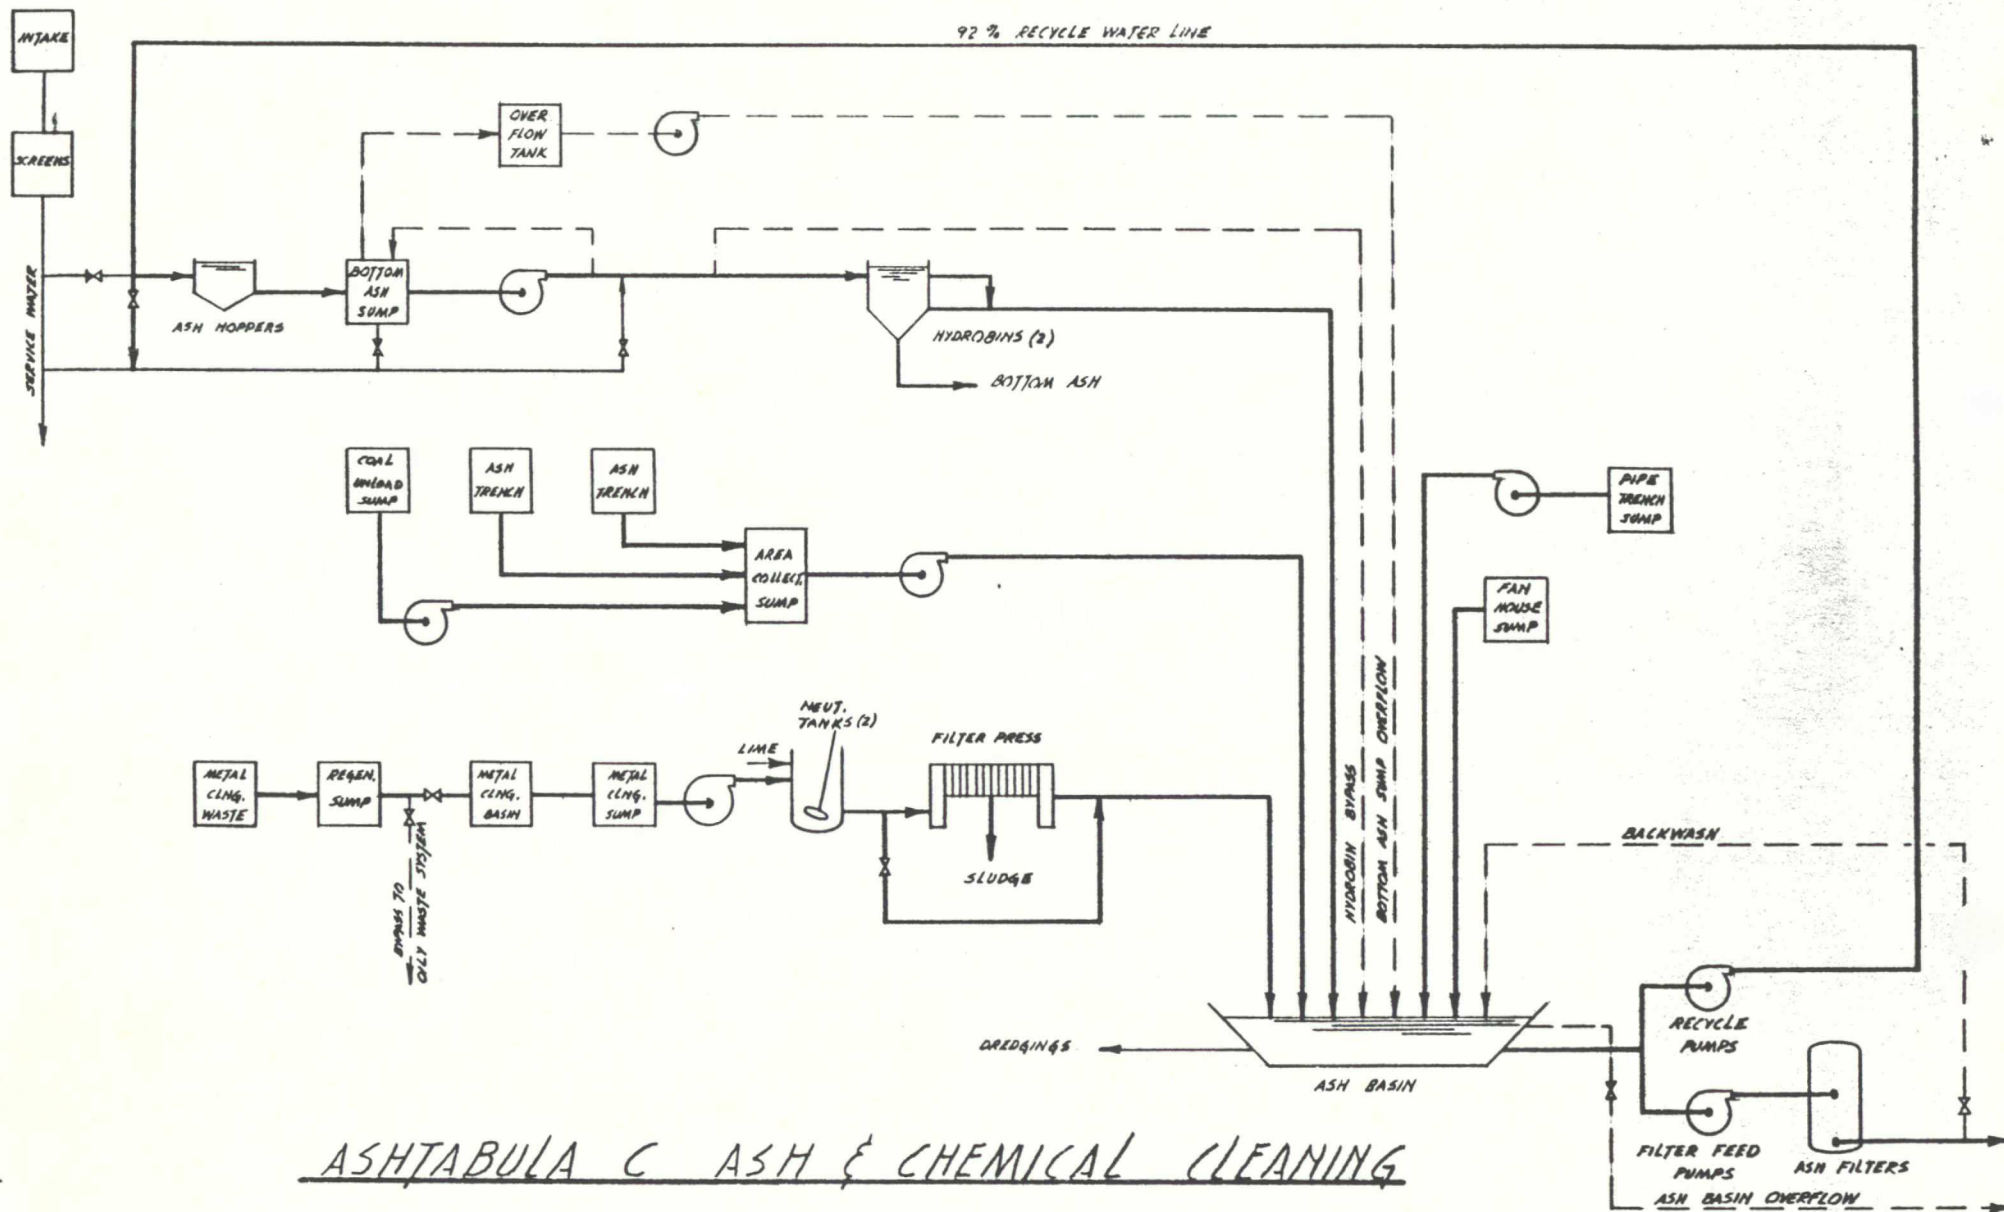 INTAKE
92 % RECYCLE WATER LINE
OVER
FLOW
TANK
SCREENS
SERVICE WATER
BOTTOM
ASH
SUMP
ASH HOPPERS
HYDROBINS (2)
BOTTOM ASH
COAL
UNLOAD
SUMP
ASH
TRENCH
ASH
TRENCH
AREA
COLLECT.
SUMP
PIPE
TRENCH
SUMP
FAN
HOUSE
SUMP
HYDROBIN BYPASS
BOTTOM ASH SUMP OVERFLOW
METAL
CLNG.
WASTE
REGEN.
SUMP
BYPASS TO
OILY WASTE SYSTEM
METAL
CLNG.
BASIN
METAL
CLNG.
SUMP
LIME
NEUT.
TANKS (2)
FILTER PRESS
SLUDGE
BACKWASH
DREDGINGS
ASH BASIN
RECYCLE
PUMPS
FILTER FEED
PUMPS
ASH FILTERS
ASH BASIN OVERFLOW
ASHTABULA C ASH & CHEMICAL CLEANING